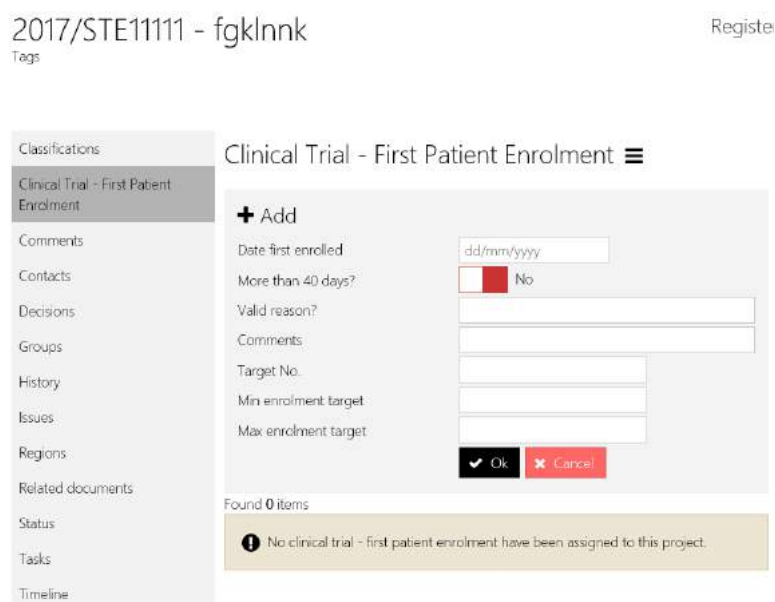 2017/STE11111 - fgklnnk
Tags
Classifications
Clinical Trial - First Patient
Enrolment
Comments
Contacts
Decisions
Groups
History
Issues
Regions
Related documents
Status
Tasks
Timeline
Clinical Trial - First Patient Enrolment
Add
Date first enrolled
dd/mm/yyyy
More than 40 days?
No
Valid reason?
Comments
Target No.
Min enrolment target
Max enrolment target
Ok
Cancel
Found 0 items
No clinical trial - first patient enrolment have been assigned to this project.